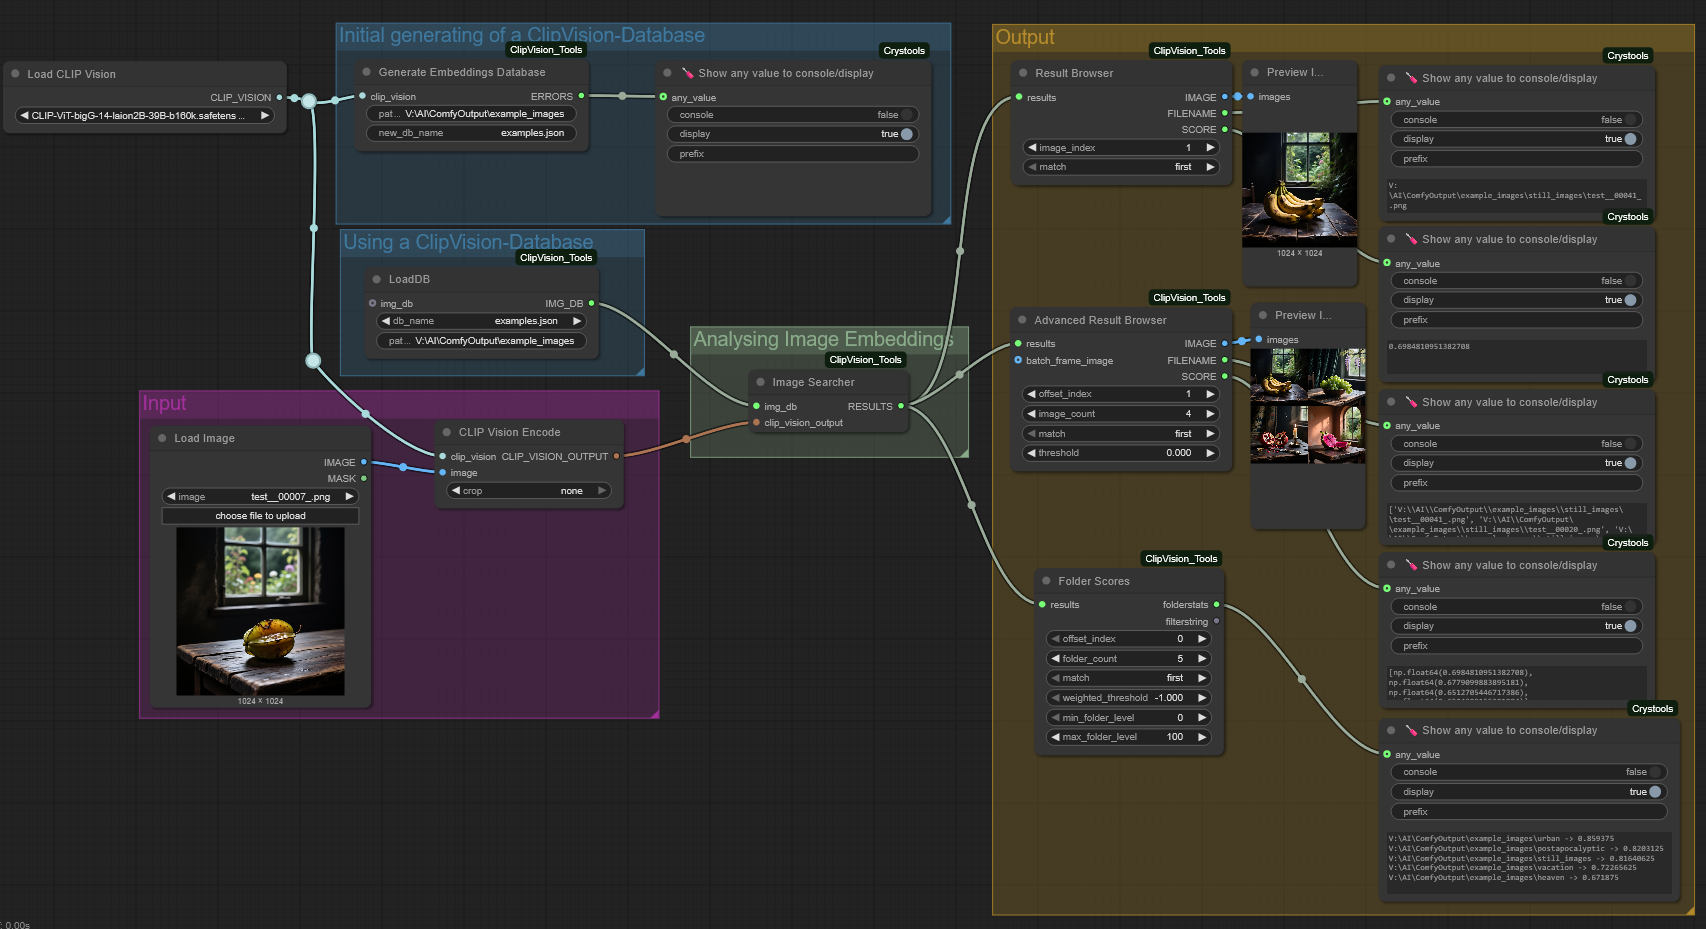 Load CLIP Vision
CLIP_VISION
CLIP-ViT-bigG-14-laion2B-39B-b160k.safetens ...
Initial generating of a ClipVision-Database
ClipVision_Tools
Generate Embeddings Database
clip_vision
ERRORS
pat... V:\AI\ComfyOutput\example_images
new_db_name examples.json
Crystools
Show any value to console/display
any_value
console false
display true
prefix
Using a ClipVision-Database
ClipVision_Tools
LoadDB
img_db
IMG_DB
db_name examples.json
pat... V:\AI\ComfyOutput\example_images
Input
Load Image
IMAGE
MASK
image test__00007_.png
choose file to upload
1024 × 1024
CLIP Vision Encode
clip_vision CLIP_VISION_OUTPUT
image
crop none
Analysing Image Embeddings
ClipVision_Tools
Image Searcher
img_db
RESULTS
clip_vision_output
Output
ClipVision_Tools
Result Browser
results
IMAGE
FILENAME
SCORE
image_index 1
match first
Preview I...
images
1024 × 1024
Crystools
Show any value to console/display
any_value
console false
display true
prefix
V:
\AI\ComfyOutput\example_images\still_images\test__00041_
.png
Crystools
Show any value to console/display
any_value
console false
display true
prefix
0.6984810951382708
ClipVision_Tools
Advanced Result Browser
results
IMAGE
batch_frame_image
FILENAME
SCORE
offset_index 1
image_count 4
match first
threshold 0.000
Preview I...
images
Crystools
Show any value to console/display
any_value
console false
display true
prefix
['V:\\AI\\ComfyOutput\\example_images\\still_images\
\test__00041_.png', 'V:\\AI\\ComfyOutput\
\example_images\\still_images\\test__00020_.png', 'V:\
Crystools
Show any value to console/display
any_value
console false
display true
prefix
[np.float64(0.6984810951382708),
np.float64(0.6779099883895181),
np.float64(0.6512705446717386),
ClipVision_Tools
Folder Scores
results
folderstats
filterstring
offset_index 0
folder_count 5
match first
weighted_threshold -1.000
min_folder_level 0
max_folder_level 100
Crystools
Show any value to console/display
any_value
console false
display true
prefix
V:\AI\ComfyOutput\example_images\urban -> 0.859375
V:\AI\ComfyOutput\example_images\postapocalyptic -> 0.8203125
V:\AI\ComfyOutput\example_images\still_images -> 0.81640625
V:\AI\ComfyOutput\example_images\vacation -> 0.72265625
V:\AI\ComfyOutput\example_images\heaven -> 0.671875
: 0.00s